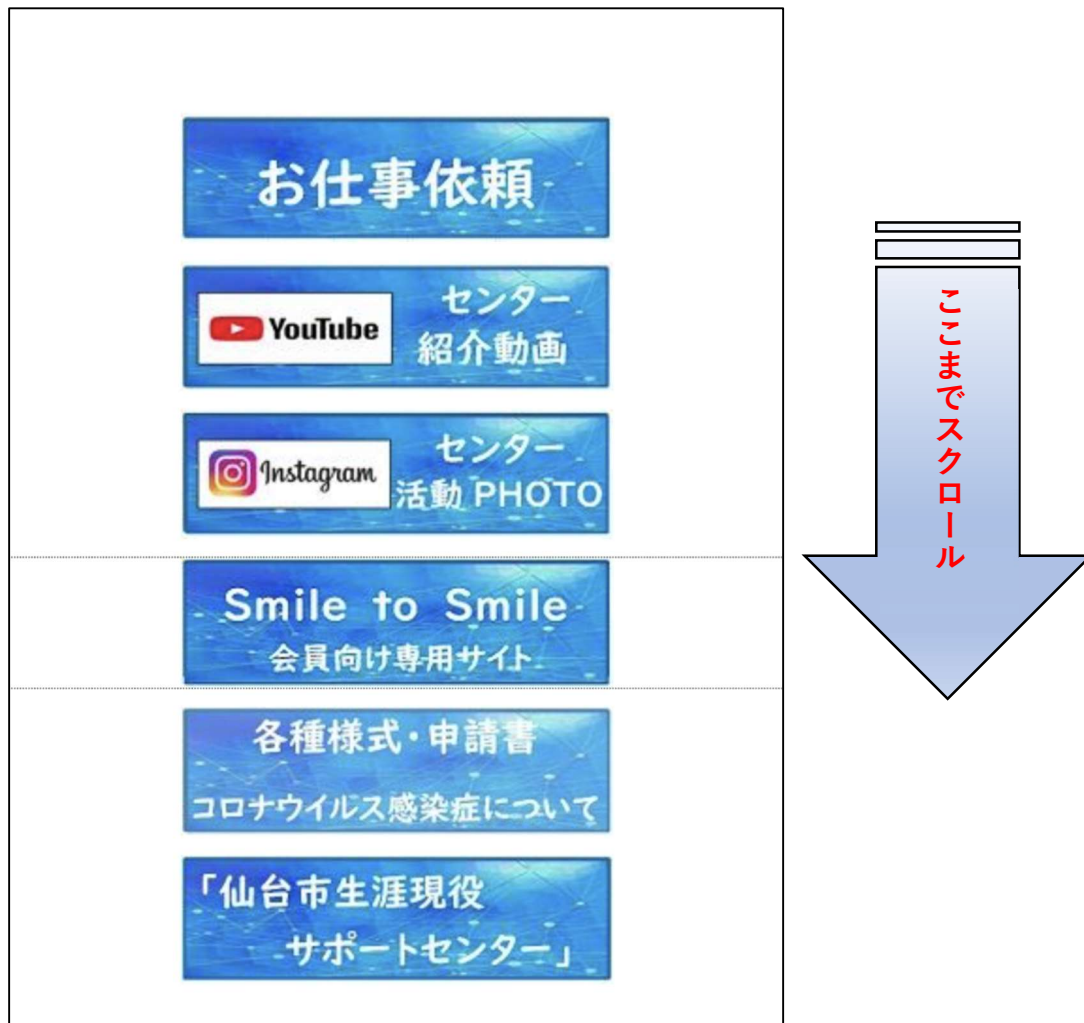 お仕事依頼
YouTube
センター
紹介動画
Instagram
センター
活動 PHOTO
Smile to Smile
会員向け専用サイト
各種様式・申請書
コロナウイルス感染症について
「仙台市生涯現役
サポートセンター」
ここまでスクロール